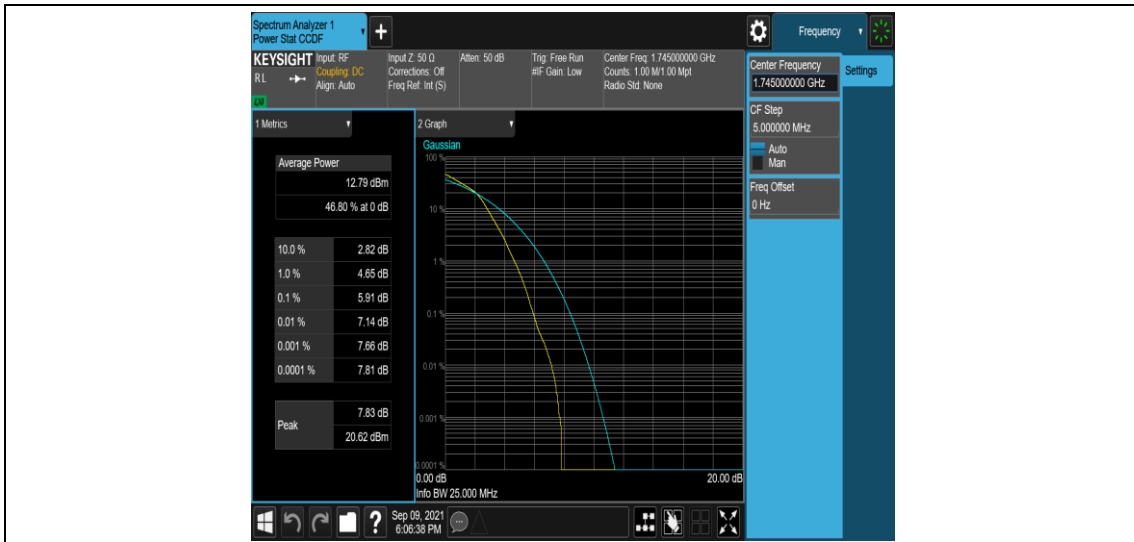 Spectrum Analyzer 1
Power Stat CCDF
+
Frequency
KEYSIGHT
RL
LXI
Input: RF
Coupling: DC
Align: Auto
Input Z: 50 Ω
Corrections: Off
Freq Ref: Int (S)
Atten: 50 dB
Trig: Free Run
#IF Gain: Low
Center Freq: 1.745000000 GHz
Counts: 1.00 M/1.00 Mpt
Radio Std: None
Center Frequency
1.745000000 GHz
Settings
CF Step
5.000000 MHz
Auto
Man
Freq Offset
0 Hz
1 Metrics
Average Power
12.79 dBm
46.80 % at 0 dB
10.0 % 2.82 dB
1.0 % 4.65 dB
0.1 % 5.91 dB
0.01 % 7.14 dB
0.001 % 7.66 dB
0.0001 % 7.81 dB
Peak
7.83 dB
20.62 dBm
2 Graph
Gaussian
100 %
10 %
1 %
0.1 %
0.01 %
0.001 %
0.0001 %
0.00 dB 20.00 dB
Info BW 25.000 MHz
?
Sep 09, 2021
6:06:38 PM